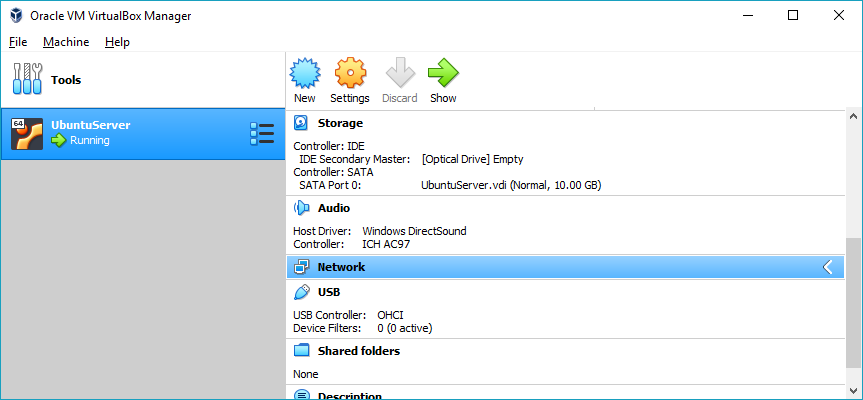 Oracle VM VirtualBox Manager
File Machine Help
Tools
New Settings Discard Show
64
UbuntuServer
Running
Storage
Controller: IDE
IDE Secondary Master: [Optical Drive] Empty
Controller: SATA
SATA Port 0: UbuntuServer.vdi (Normal, 10.00 GB)
Audio
Host Driver: Windows DirectSound
Controller: ICH AC97
Network
USB
USB Controller: OHCI
Device Filters: 0 (0 active)
Shared folders
None
Description